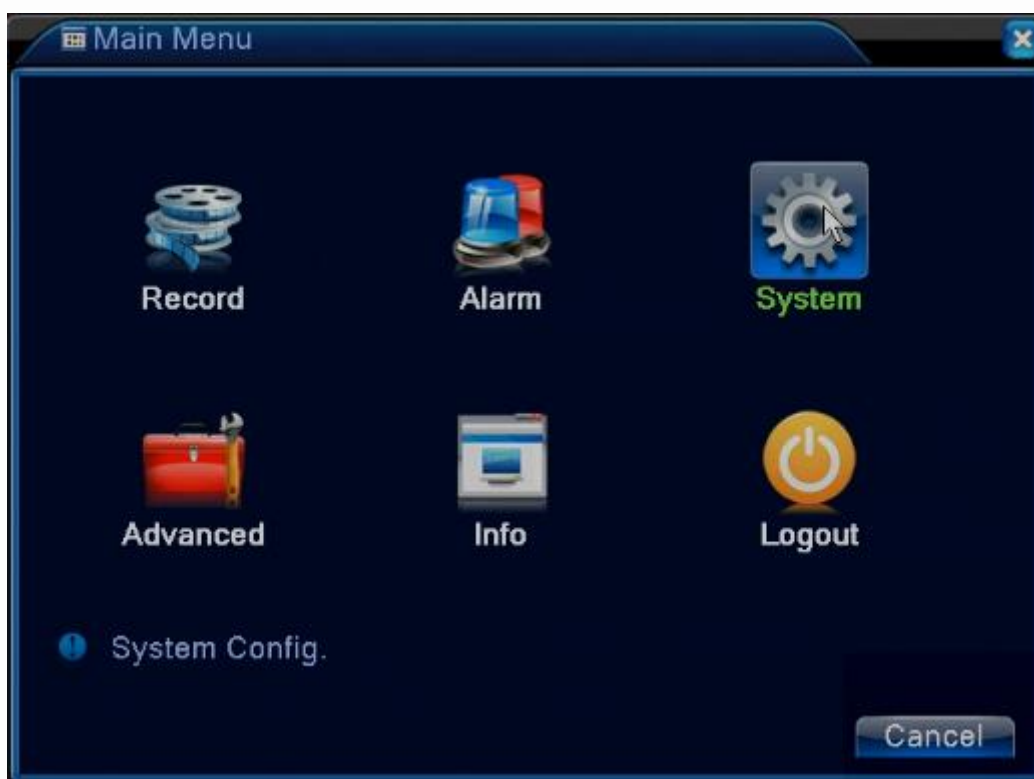 Main Menu
Record Alarm System
Advanced Info Logout
System Config.
Cancel